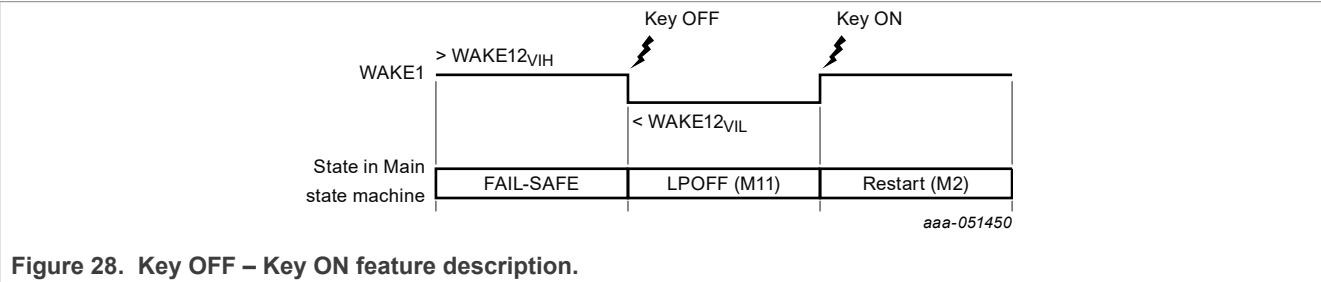 Key OFF Key ON
> WAKE12VIH
WAKE1
< WAKE12VIL
State in Main
state machine
FAIL-SAFE LPOFF (M11) Restart (M2)
aaa-051450
Figure 28. Key OFF – Key ON feature description.